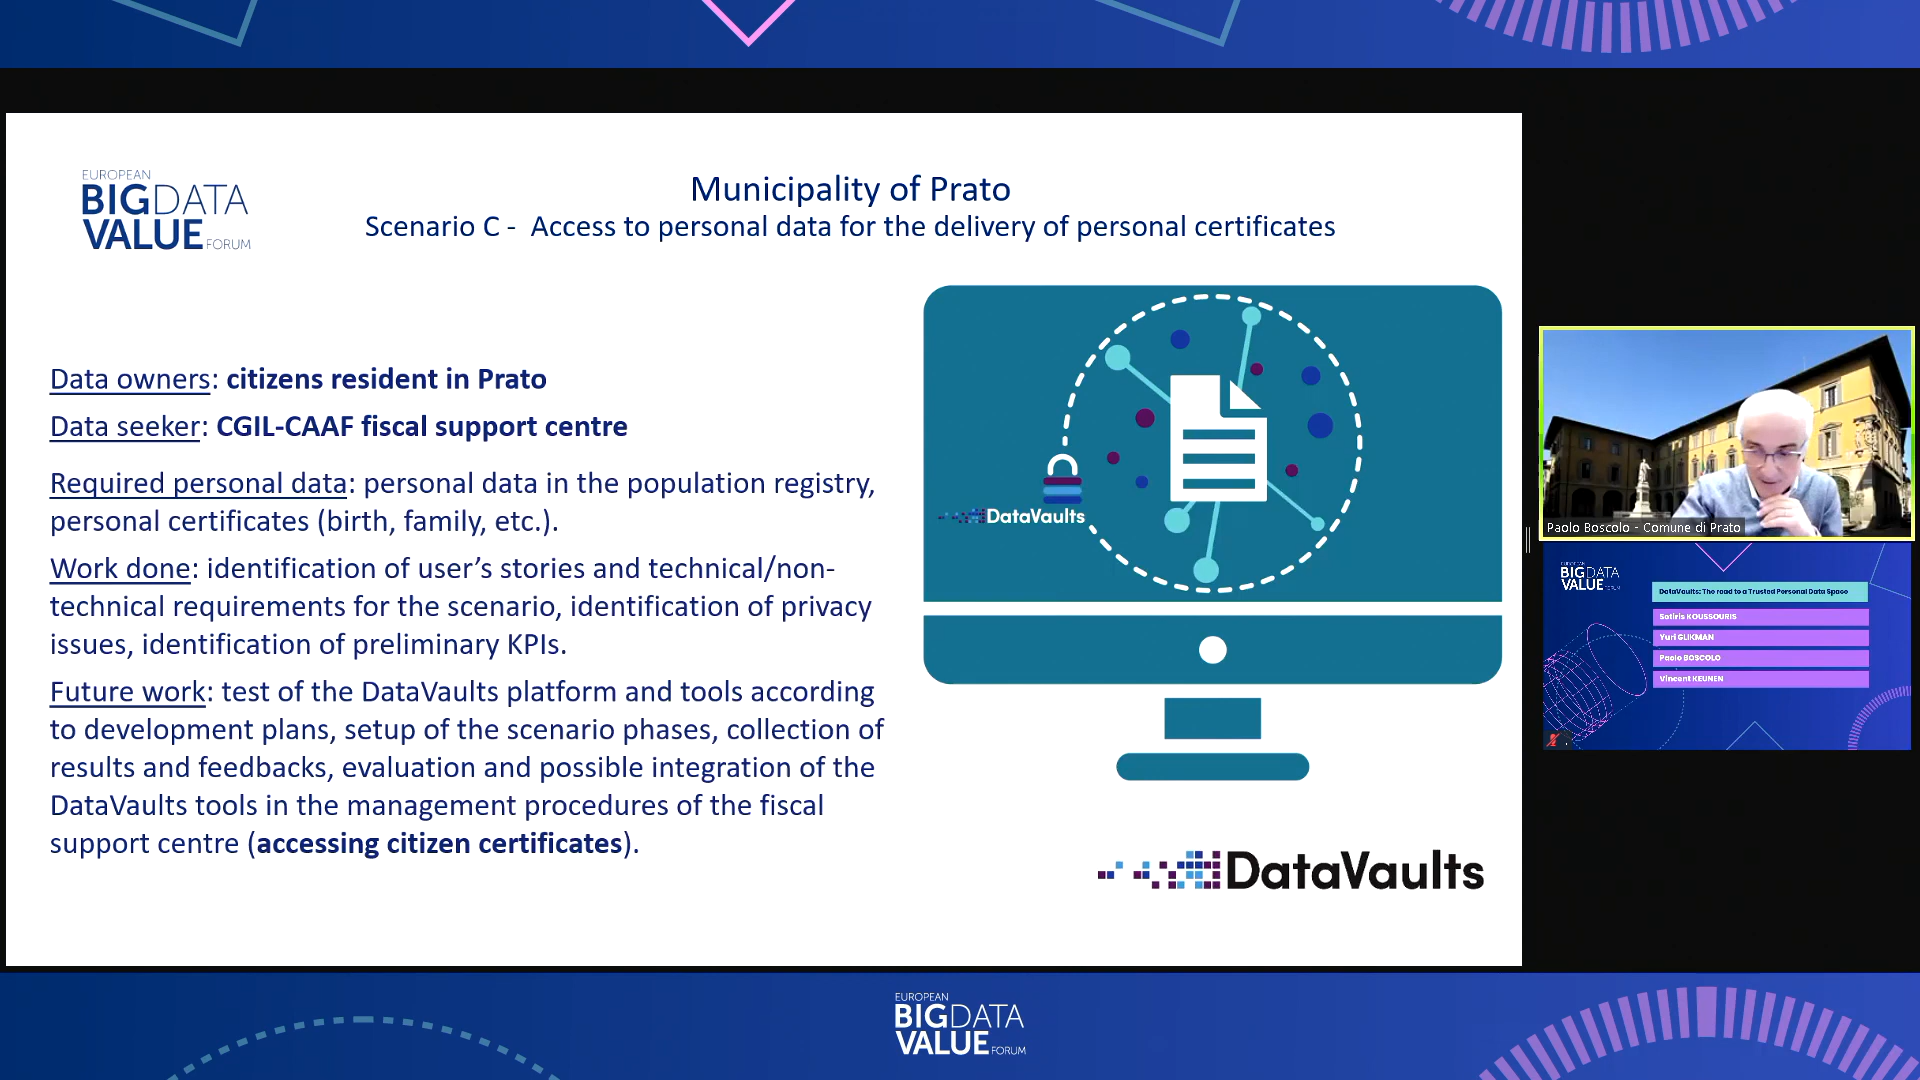 EUROPEAN
BIGDATA
VALUE FORUM
Municipality of Prato
Scenario C - Access to personal data for the delivery of personal certificates
Data owners: citizens resident in Prato
Data seeker: CGIL-CAAF fiscal support centre
Required personal data: personal data in the population registry,
personal certificates (birth, family, etc.).
Work done: identification of user’s stories and technical/non-
technical requirements for the scenario, identification of privacy
issues, identification of preliminary KPIs.
Future work: test of the DataVaults platform and tools according
to development plans, setup of the scenario phases, collection of
results and feedbacks, evaluation and possible integration of the
DataVaults tools in the management procedures of the fiscal
support centre (accessing citizen certificates).
DataVaults
DataVaults
Paolo Boscolo - Comune di Prato
EUROPEAN
BIGDATA
VALUE FORUM
DataVaults: The road to a Trusted Personal Data Space
Sotiris KOUSSOURIS
Yuri GLIKMAN
Paolo BOSCOLO
Vincent KEUNEN
EUROPEAN
BIGDATA
VALUE FORUM